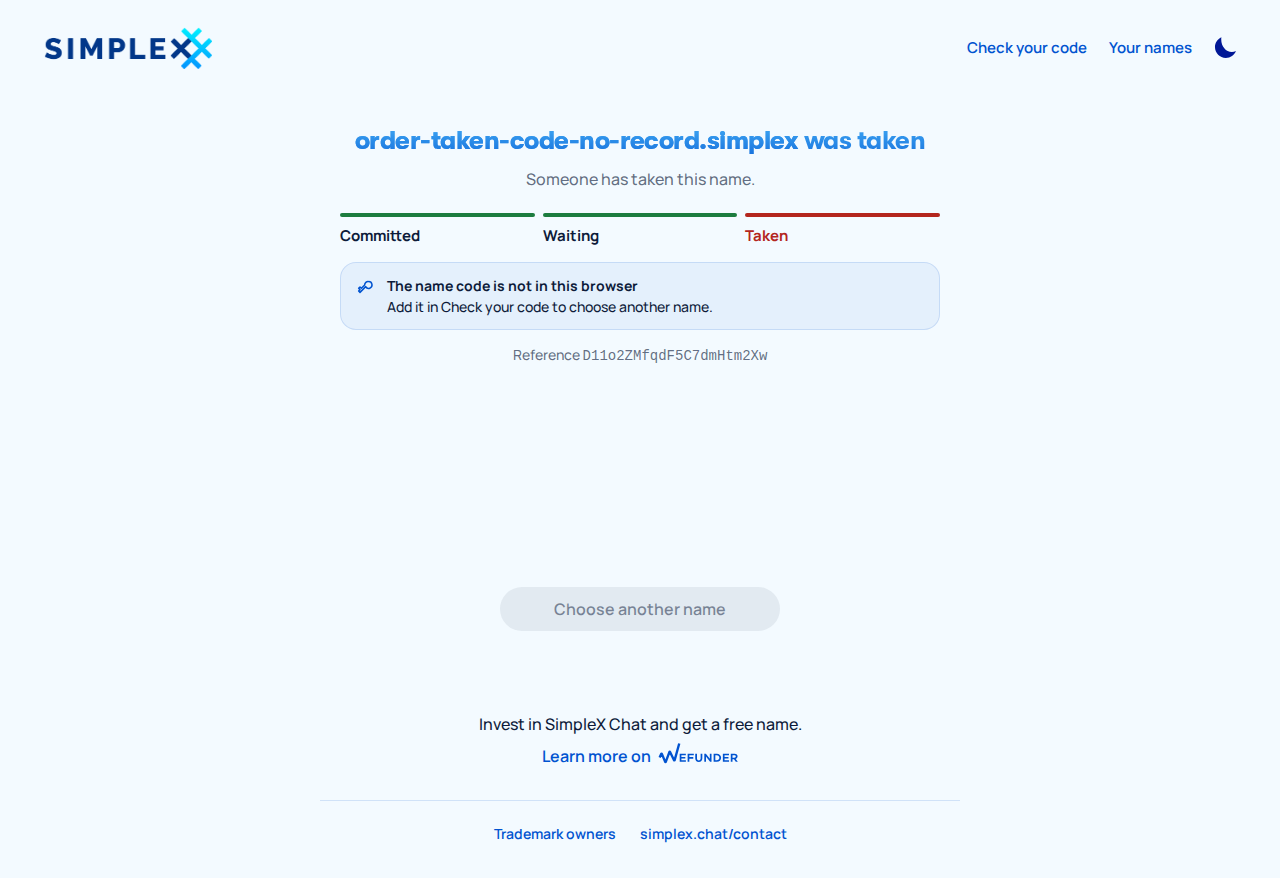 SIMPLEX
Check your code
Your names
order-taken-code-no-record.simplex was taken
Someone has taken this name.
Committed
Waiting
Taken
The name code is not in this browser
Add it in Check your code to choose another name.
Reference D11o2ZMfqdF5C7dmHtm2Xw
Choose another name
Invest in SimpleX Chat and get a free name.
Learn more on WEFUNDER
Trademark owners
simplex.chat/contact